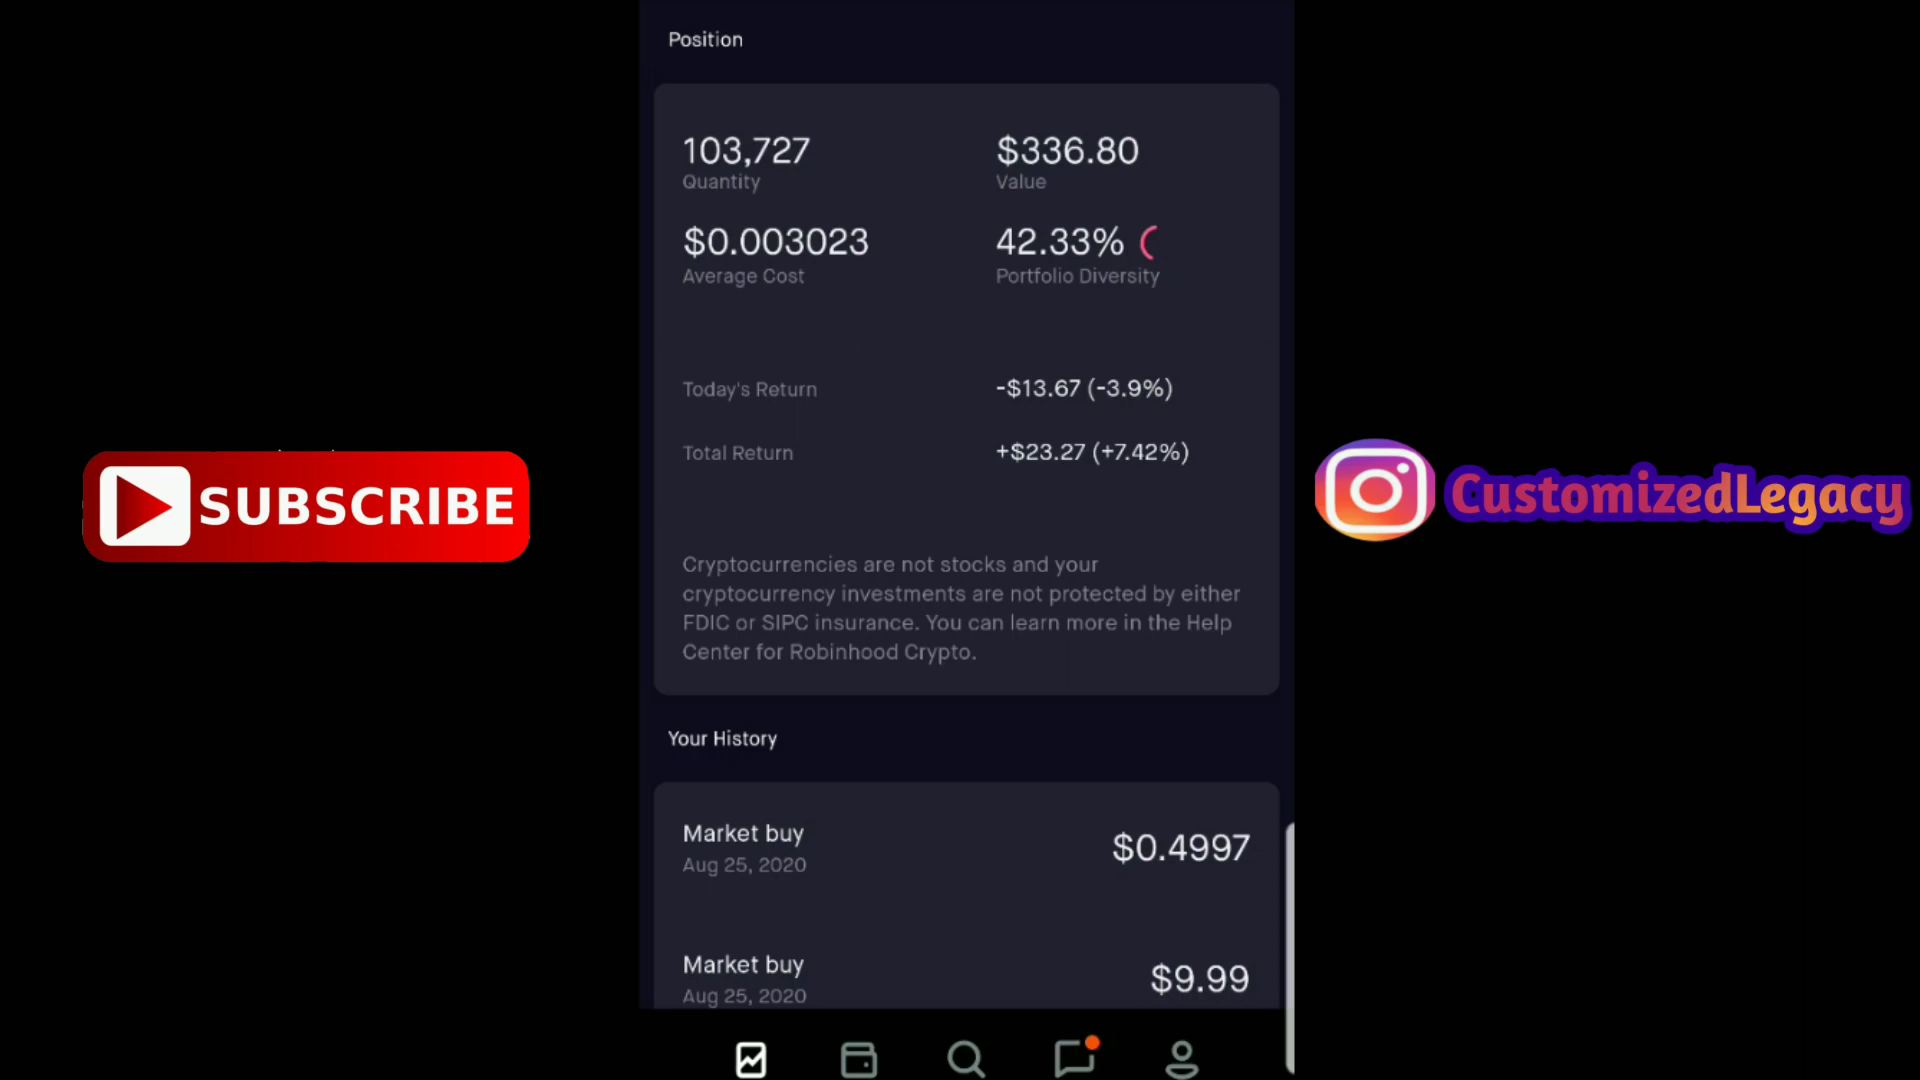 Position
103,727
Quantity
$336.80
Value
$0.003023
Average Cost
42.33%
Portfolio Diversity
Today's Return
-$13.67 (-3.9%)
Total Return
+$23.27 (+7.42%)
Cryptocurrencies are not stocks and your
cryptocurrency investments are not protected by either
FDIC or SIPC insurance. You can learn more in the Help
Center for Robinhood Crypto.
Your History
Market buy
Aug 25, 2020
$0.4997
Market buy
Aug 25, 2020
$9.99
SUBSCRIBE
CustomizedLegacy